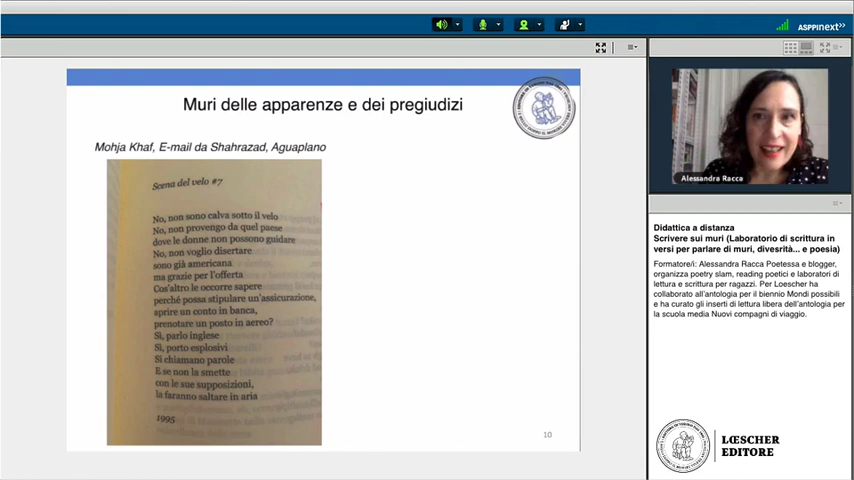 ASPPINext>>
Muri delle apparenze e dei pregiudizi
Mohja Khaf, E-mail da Shahrazad, Aguaplano
Scena del velo #7
No, non sono calva sotto il velo
No, non provengo da quel paese
dove le donne non possono guidare
No, non voglio disertare
sono già americana
ma grazie per l'offerta
Cos'altro le occorre sapere
perché possa stipulare un'assicurazione,
aprire un conto in banca,
prenotare un posto in aereo?
Sì, parlo inglese
Sì, porto esplosivi
Si chiamano parole
E se non la smette
con le sue supposizioni,
la faranno saltare in aria
1995
10
Alessandra Racca
Didattica a distanza
Scrivere sui muri (Laboratorio di scrittura in
versi per parlare di muri, divesrità... e poesia)
Formatore/i: Alessandra Racca Poetessa e blogger,
organizza poetry slam, reading poetici e laboratori di
lettura e scrittura per ragazzi. Per Loescher ha
collaborato all'antologia per il biennio Mondi possibili
e ha curato gli inserti di lettura libera dell'antologia per
la scuola media Nuovi compagni di viaggio.
LŒSCHER
EDITORE